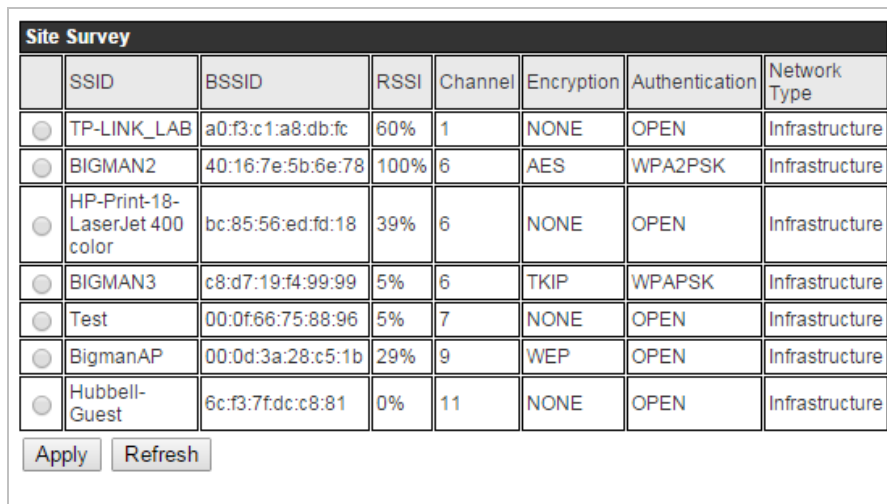 Site Survey
SSID BSSID RSSI Channel Encryption Authentication Network Type
TP-LINK_LAB a0:f3:c1:a8:db:fc 60% 1 NONE OPEN Infrastructure
BIGMAN2 40:16:7e:5b:6e:78 100% 6 AES WPA2PSK Infrastructure
HP-Print-18-LaserJet 400 color bc:85:56:ed:fd:18 39% 6 NONE OPEN Infrastructure
BIGMAN3 c8:d7:19:f4:99:99 5% 6 TKIP WPAPSK Infrastructure
Test 00:0f:66:75:88:96 5% 7 NONE OPEN Infrastructure
BigmanAP 00:0d:3a:28:c5:1b 29% 9 WEP OPEN Infrastructure
Hubbell-Guest 6c:f3:7f:dc:c8:81 0% 11 NONE OPEN Infrastructure
Apply Refresh